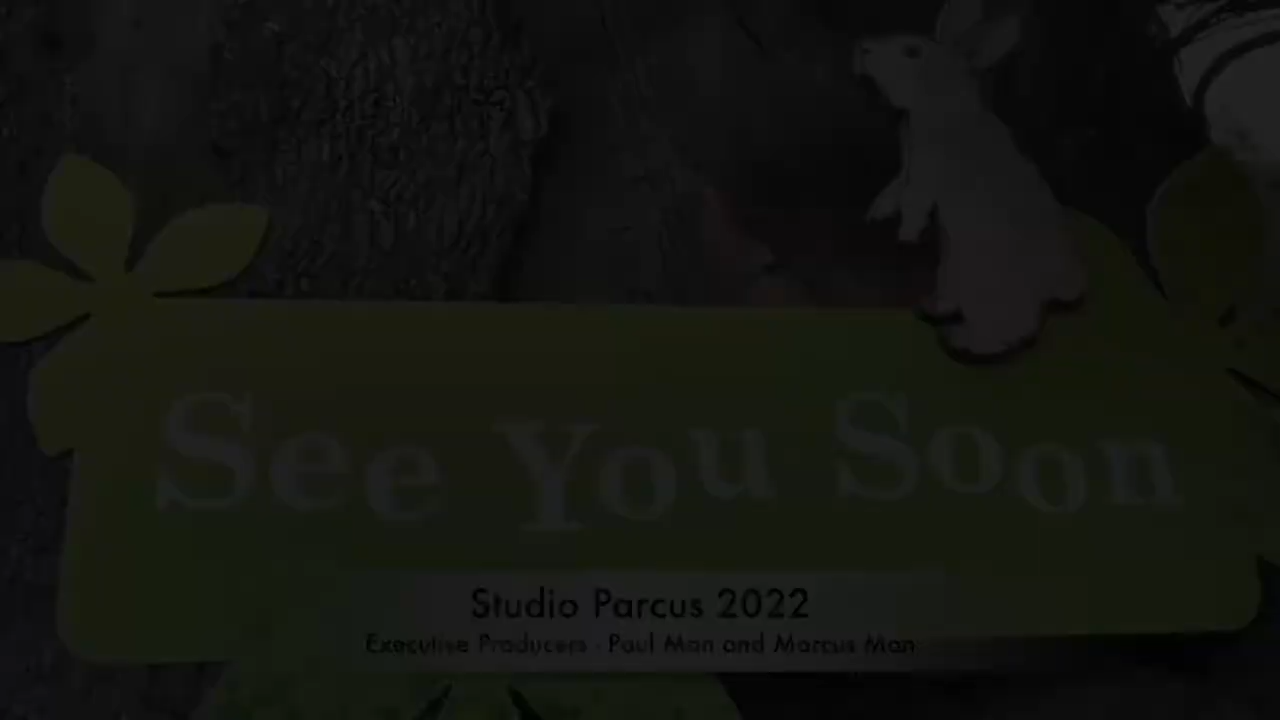 See You Soon
Studio Parcus 2022
Executive Producers - Paul Man and Marcus Man